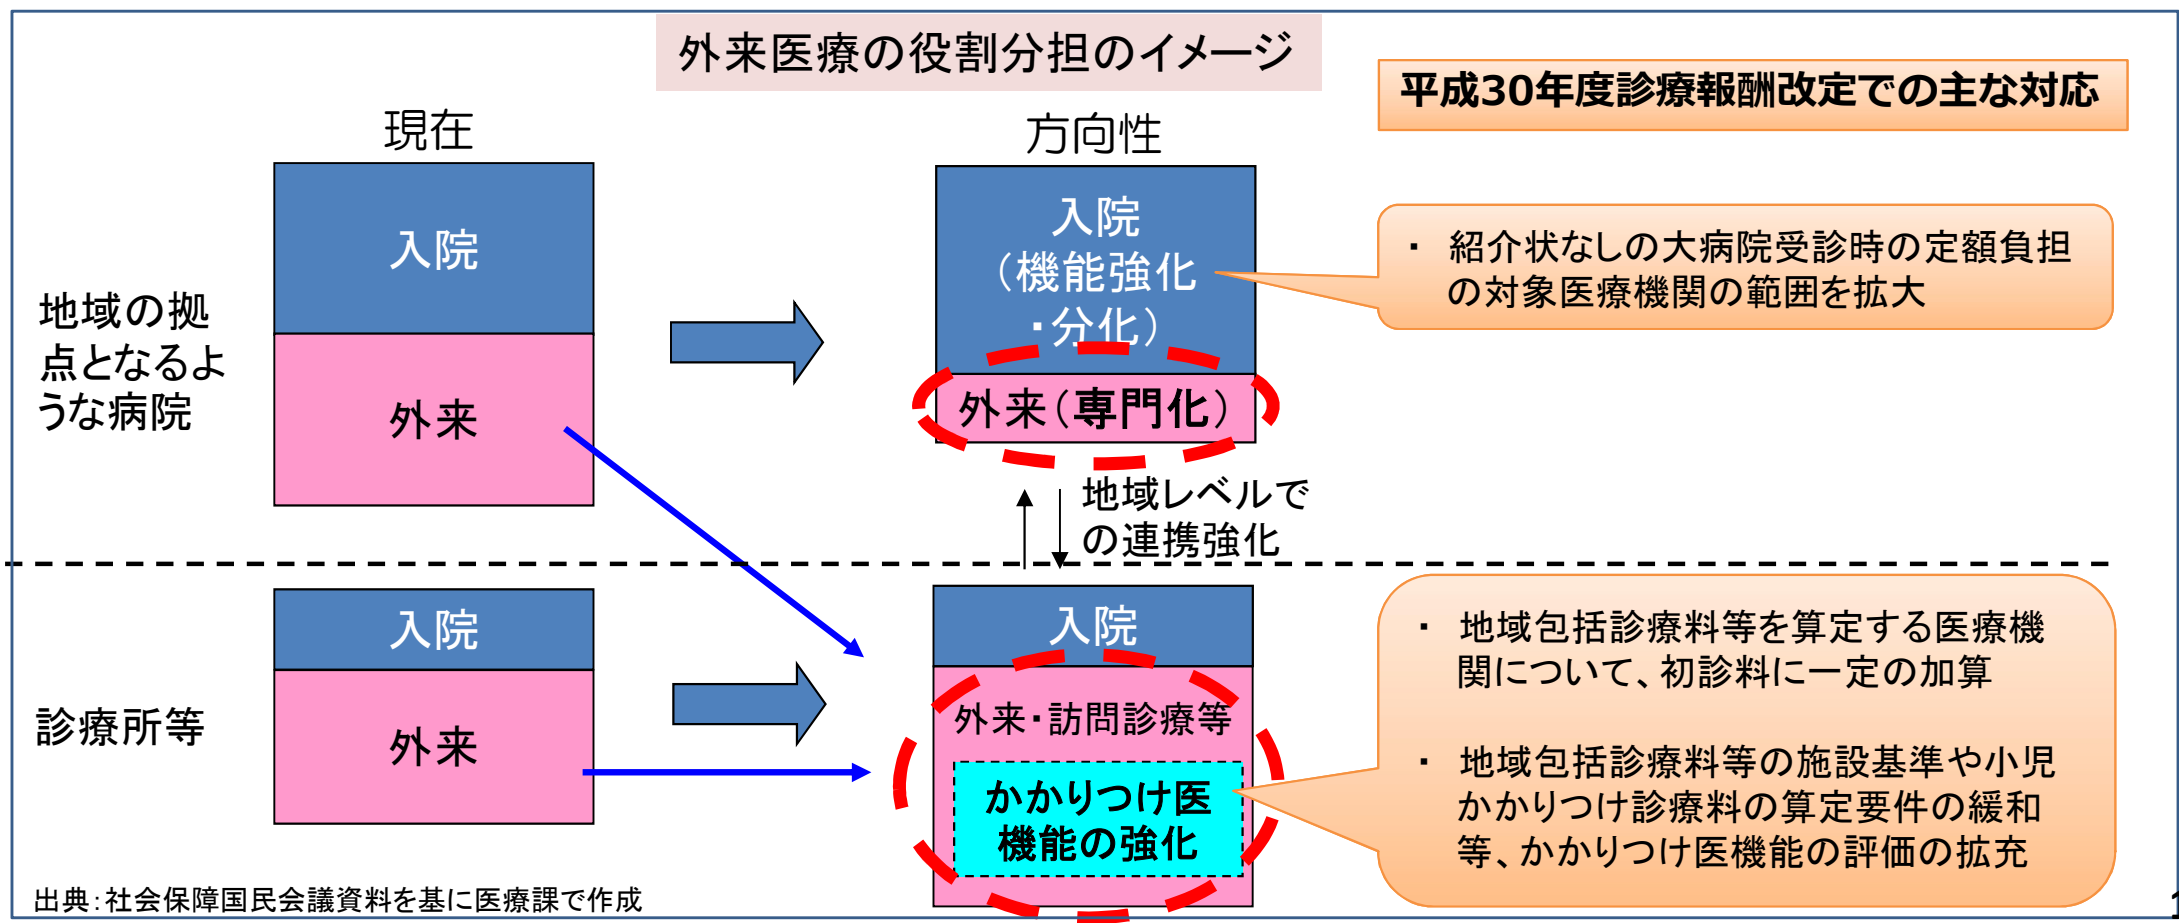 外来医療の役割分担のイメージ
平成30年度診療報酬改定での主な対応
現在
方向性
地域の拠
点となるよ
うな病院
入院
外来
入院
（機能強化
・分化）
外来（専門化）
・ 紹介状なしの大病院受診時の定額負担
の対象医療機関の範囲を拡大
地域レベルで
の連携強化
診療所等
入院
外来
入院
外来・訪問診療等
かかりつけ医
機能の強化
・ 地域包括診療料等を算定する医療機
関について、初診料に一定の加算
・ 地域包括診療料等の施設基準や小児
かかりつけ診療料の算定要件の緩和
等、かかりつけ医機能の評価の拡充
出典：社会保障国民会議資料を基に医療課で作成